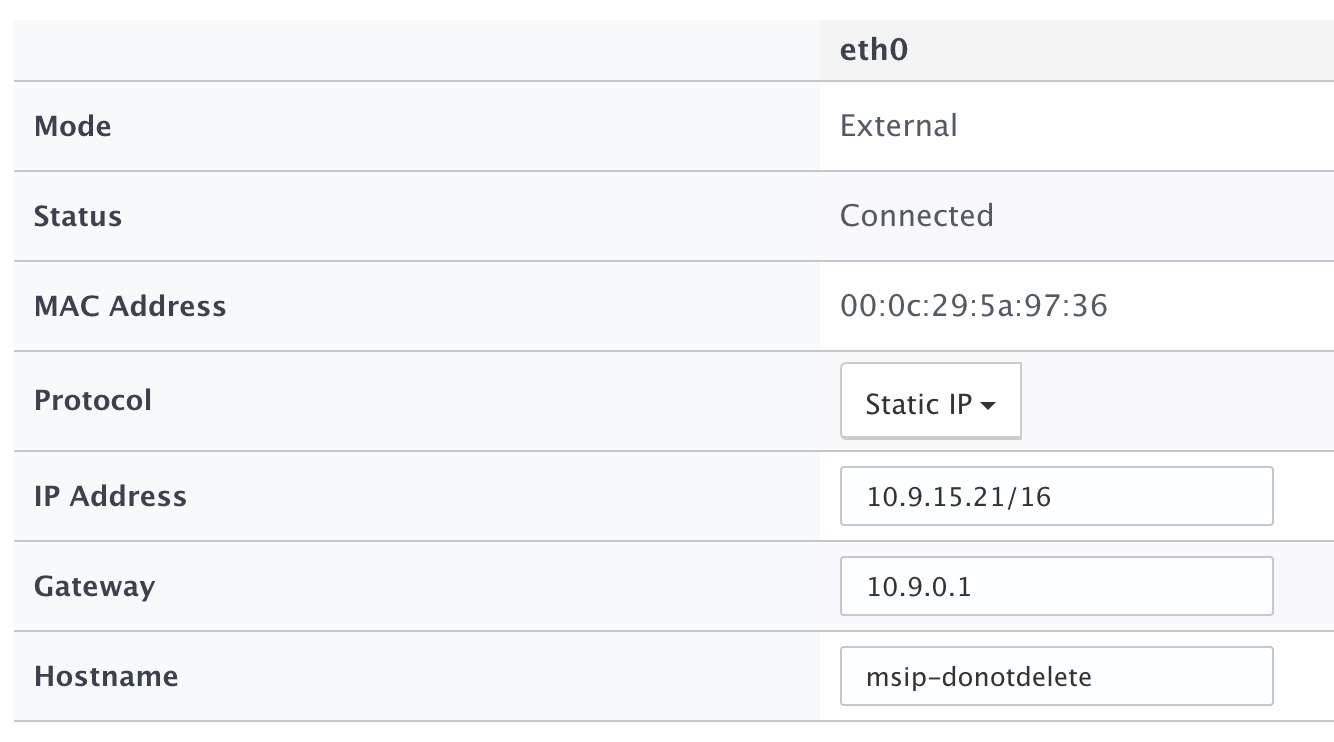 eth0
Mode External
Status Connected
MAC Address 00:0c:29:5a:97:36
Protocol Static IP
IP Address 10.9.15.21/16
Gateway 10.9.0.1
Hostname msip-donotdelete